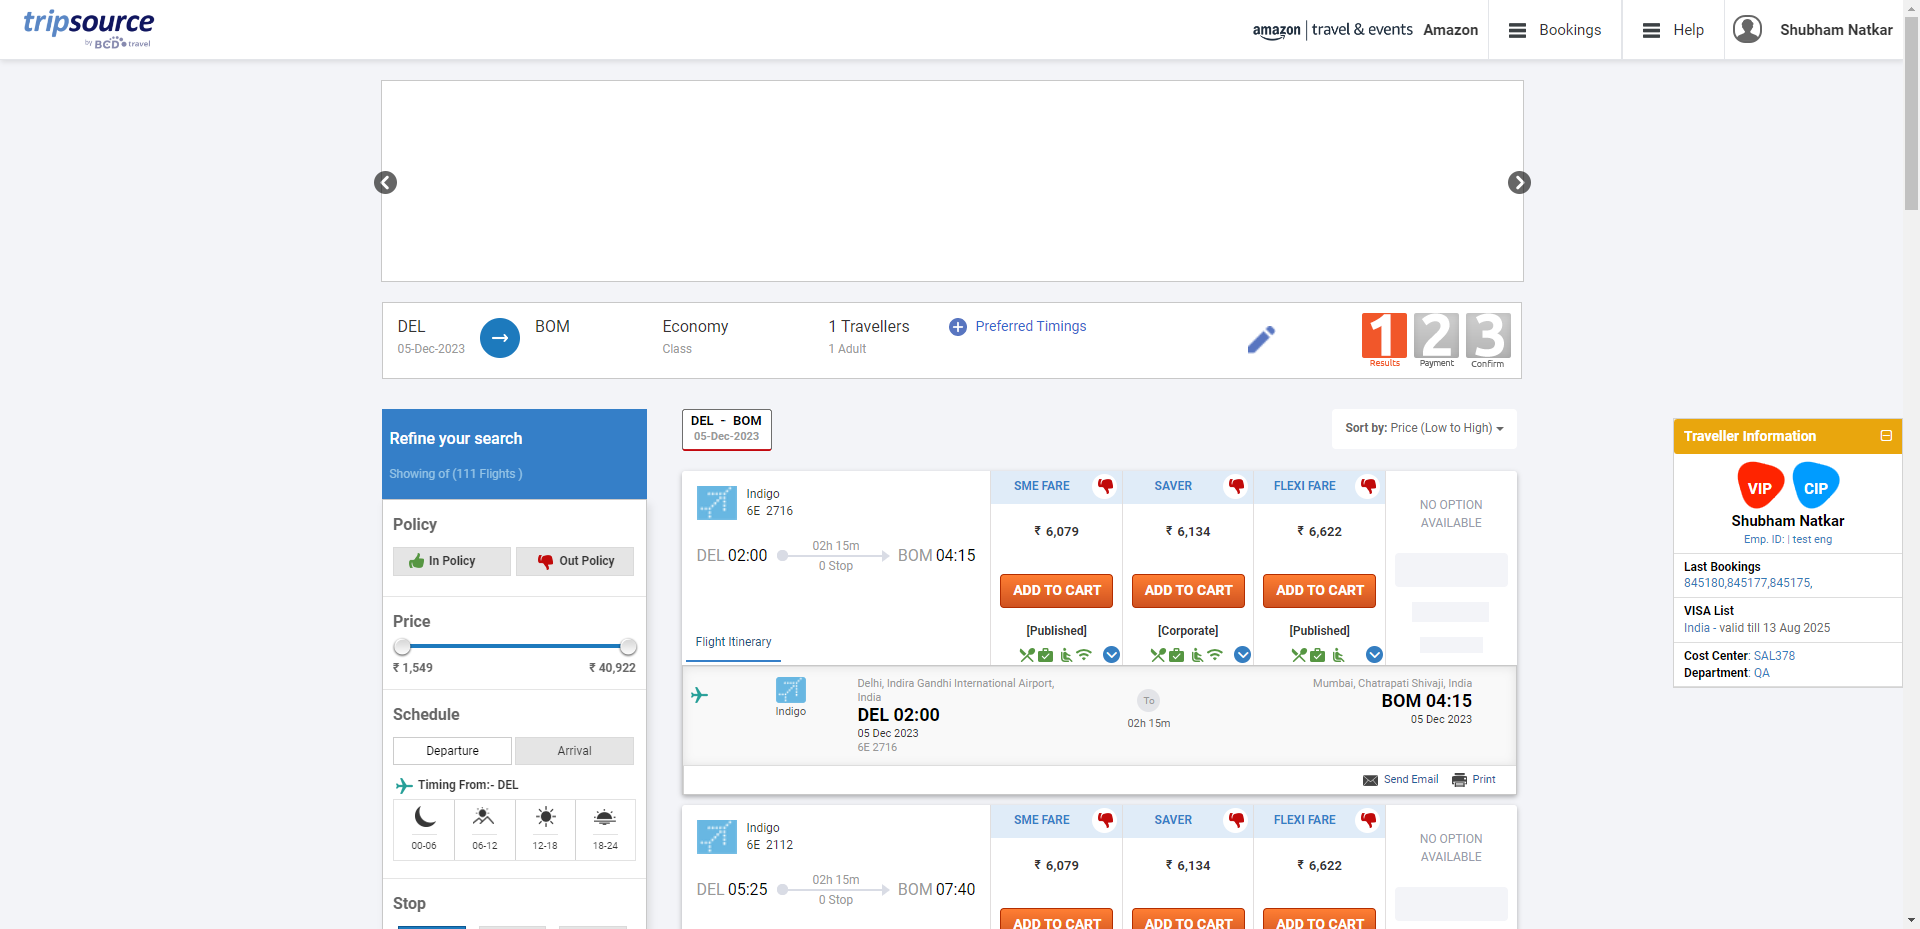 tripsource
by BCD travel
amazon travel & events Amazon
Bookings
Help
Shubham Natkar
DEL
05-Dec-2023
BOM
Economy
Class
1 Travellers
1 Adult
Preferred Timings
1 2 3
Results Payment Confirm
Refine your search
Showing of (111 Flights )
Policy
In Policy Out Policy
Price
₹ 1,549 ₹ 40,922
Schedule
Departure Arrival
Timing From:- DEL
00-06 06-12 12-18 18-24
Stop
DEL - BOM
05-Dec-2023
Sort by: Price (Low to High)
Indigo
6E 2716
DEL 02:00
02h 15m
0 Stop
BOM 04:15
Flight Itinerary
SME FARE
₹ 6,079
ADD TO CART
[Published]
SAVER
₹ 6,134
ADD TO CART
[Corporate]
FLEXI FARE
₹ 6,622
ADD TO CART
[Published]
NO OPTION
AVAILABLE
Indigo
Delhi, Indira Gandhi International Airport,
India
DEL 02:00
05 Dec 2023
6E 2716
To
02h 15m
Mumbai, Chatrapati Shivaji, India
BOM 04:15
05 Dec 2023
Send Email Print
Indigo
6E 2112
DEL 05:25
02h 15m
0 Stop
BOM 07:40
SME FARE
₹ 6,079
ADD TO CART
SAVER
₹ 6,134
ADD TO CART
FLEXI FARE
₹ 6,622
ADD TO CART
NO OPTION
AVAILABLE
Traveller Information
VIP CIP
Shubham Natkar
Emp. ID: | test eng
Last Bookings
845180,845177,845175,
VISA List
India - valid till 13 Aug 2025
Cost Center: SAL378
Department: QA